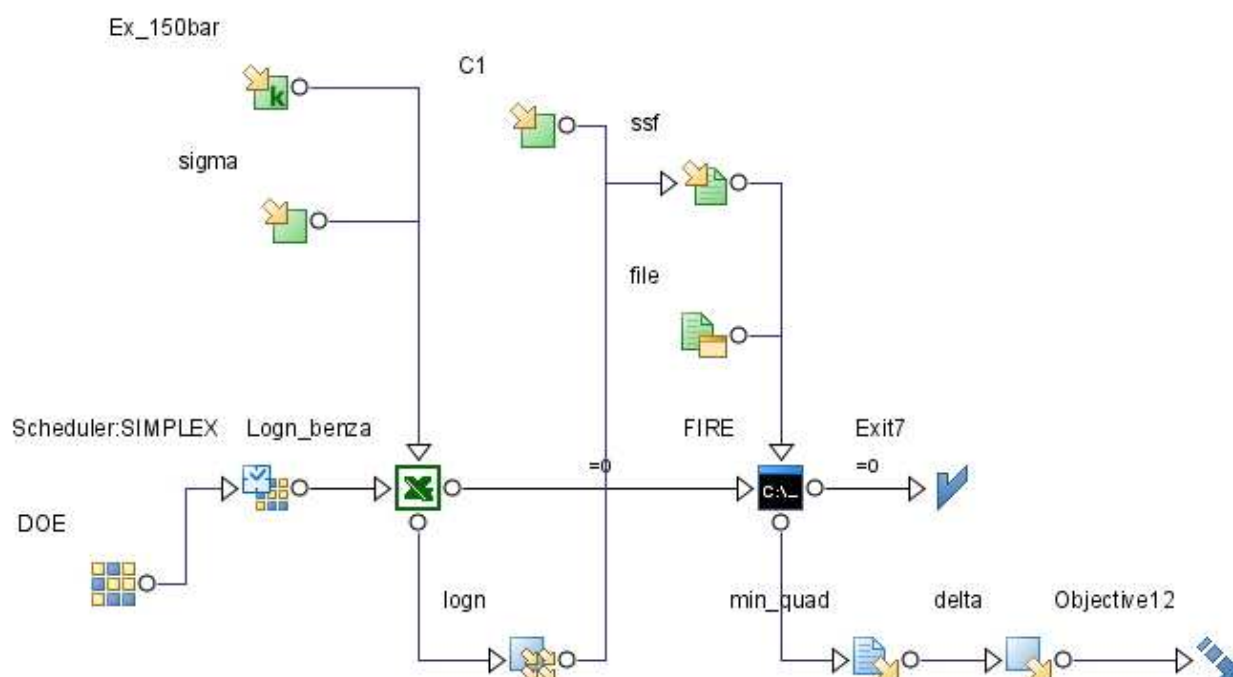 Ex_150bar
C1
ssf
sigma
file
Scheduler:SIMPLEX
Logn_benza
FIRE
Exit7
=0
=0
k
C:\_
DOE
logn
min_quad
delta
Objective12